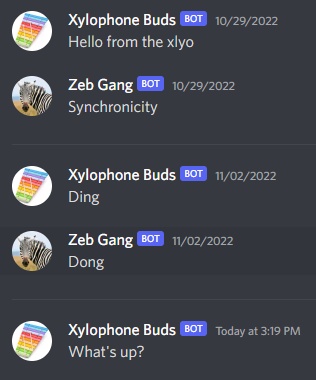 Xylophone Buds BOT 10/29/2022
Hello from the xlyo
Zeb Gang BOT 10/29/2022
Synchronicity
Xylophone Buds BOT 11/02/2022
Ding
Zeb Gang BOT 11/02/2022
Dong
Xylophone Buds BOT Today at 3:19 PM
What's up?